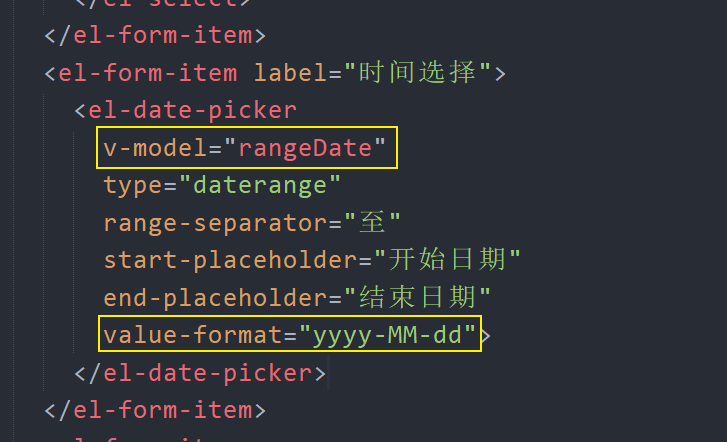 </el-select>
</el-form-item>
<el-form-item label="时间选择">
<el-date-picker
v-model="rangeDate"
type="daterange"
range-separator="至"
start-placeholder="开始日期"
end-placeholder="结束日期"
value-format="yyyy-MM-dd">
</el-date-picker>
</el-form-item>